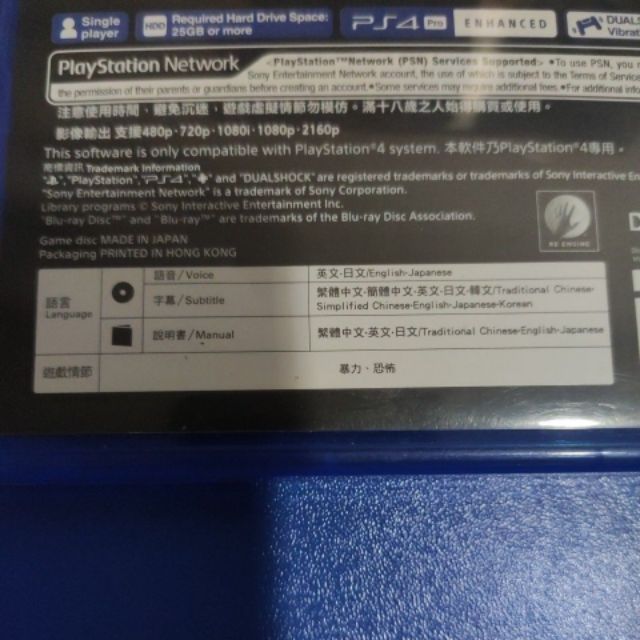 Single
player
HDD
Required Hard Drive Space:
25GB or more
PS4 Pro
ENHANCED
DUALS
Vibrat
PlayStation Network
PlayStation™Network (PSN) Services Supported • To use PSN, you
Sony Entertainment Network account, the use of which is subject to the Terms of Service
the permission of their parents or guardians before creating an account. • Some services may require additional fees. • For additional info
注意使用時間，避免沉迷，遊戲虛擬情節勿模仿。滿十八歲之人始得購買或使用。
影像輸出 支援480p·720p·1080i·1080p·2160p
This software is only compatible with PlayStation®4 system. 本軟件乃PlayStation®4專用。
商標資訊 Trademark Information
"PlayStation", and "DUALSHOCK" are registered trademarks or trademarks of Sony Interactive En
"Sony Entertainment Network" is a trademark of Sony Corporation.
Library programs © Sony Interactive Entertainment Inc.
"Blu-ray Disc™" and "Blu-ray™" are trademarks of the Blu-ray Disc Association.
RE ENGINE
Game disc MADE IN JAPAN
Packaging PRINTED IN HONG KONG
語言
Language
語音/Voice
英文·日文/English·Japanese
字幕/Subtitle
繁體中文·簡體中文·英文·日文·韓文/Traditional Chinese·
Simplified Chinese·English·Japanese·Korean
說明書/Manual
繁體中文·英文·日文/Traditional Chinese·English·Japanese
遊戲情節
暴力、恐怖